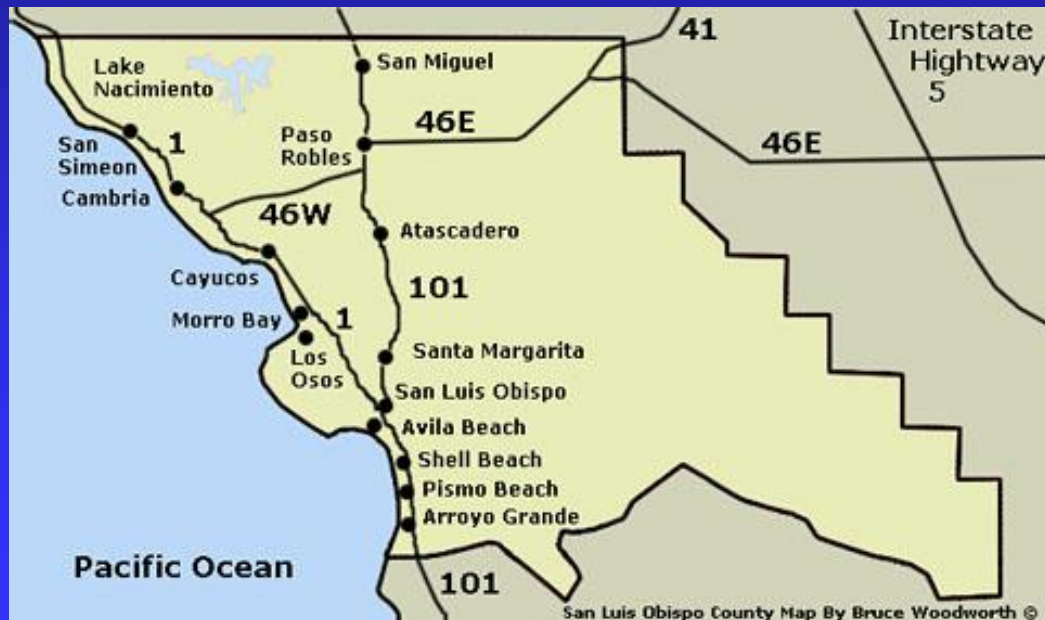 41
Interstate
Hightway
5
Lake
Nacimiento
San Miguel
46E
46E
1
Paso
Robles
San
Simeon
Cambria
46W
Atascadero
Cayucos
101
Morro Bay
1
Los
Osos
Santa Margarita
San Luis Obispo
Avila Beach
Shell Beach
Pismo Beach
Arroyo Grande
Pacific Ocean
101
San Luis Obispo County Map By Bruce Woodworth ©